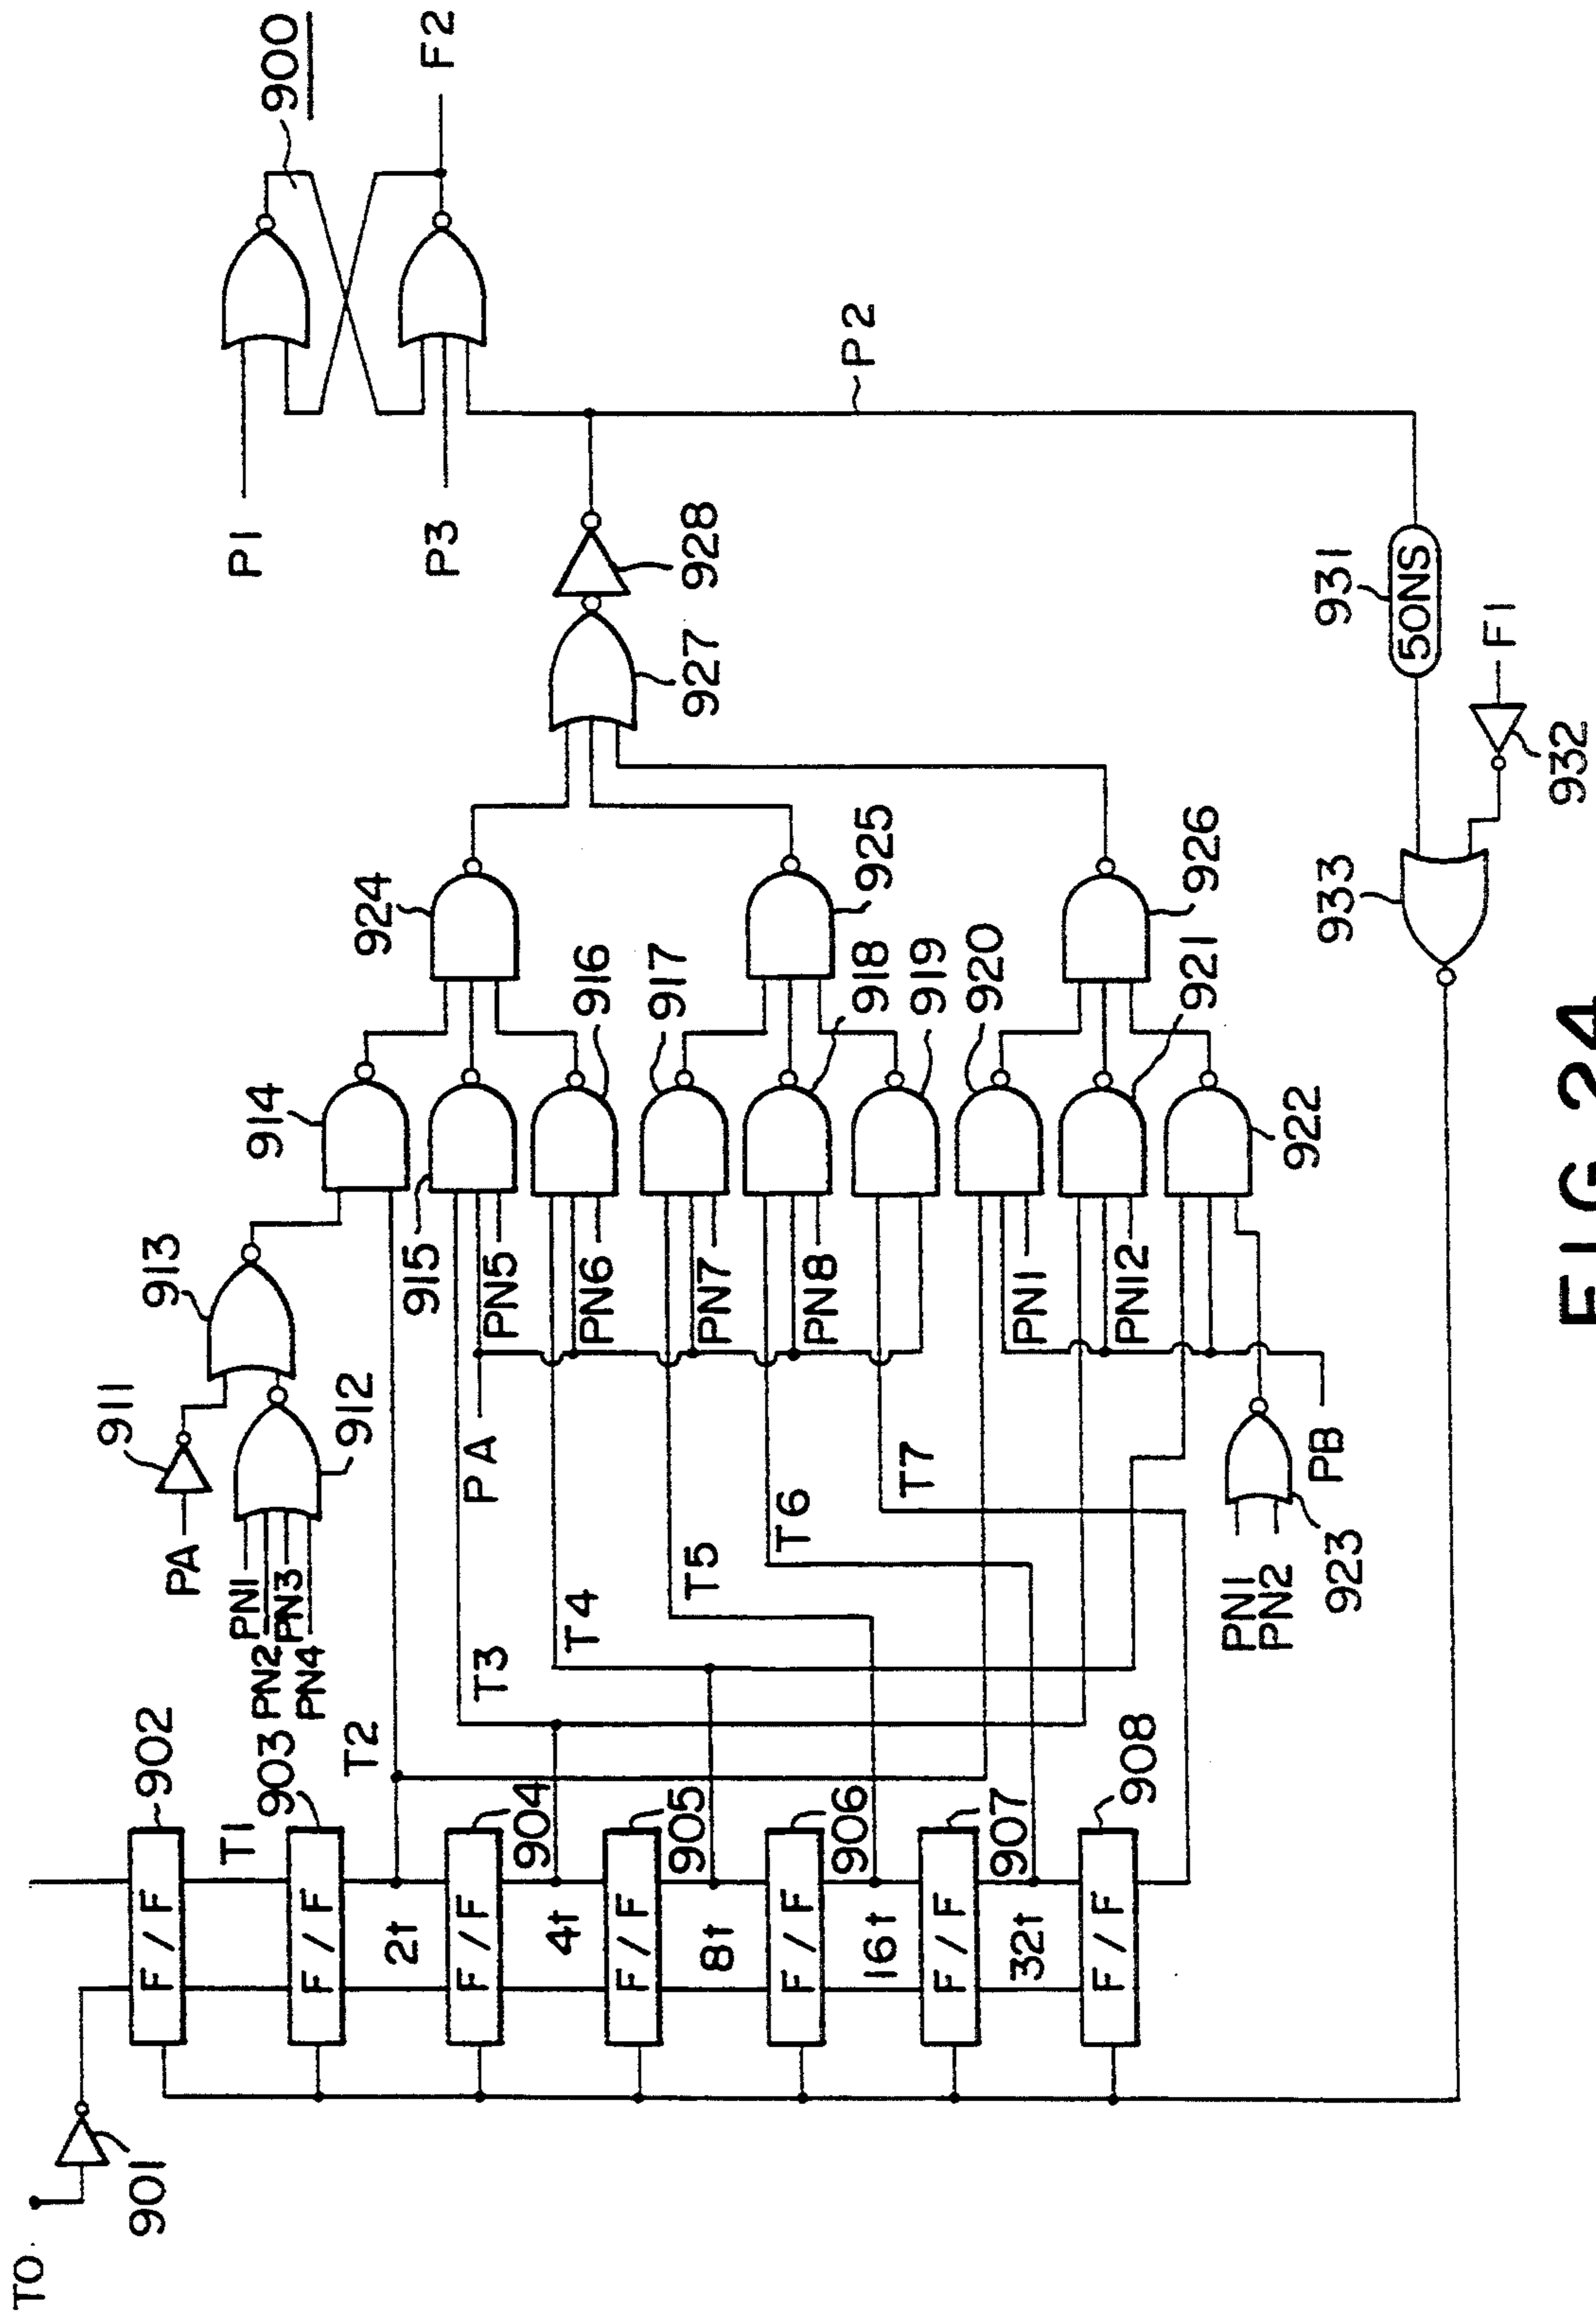 900
F2
P1
P3
P2
928
927
931
50NS
F1
932
933
924
925
926
914
916
917
918
919
920
921
922
913
915
911
912
PA
PN1
PN2
PN3
PN4
PA
PN5
PN6
PN7
PN8
PN1
PN12
PB
PN1
PN2
923
T2
T3
T4
T5
T6
T7
902
T1
903
904
905
906
907
908
F/F
F/F
F/F
F/F
F/F
F/F
F/F
2t
4t
8t
16t
32t
901
TO
FIG 24